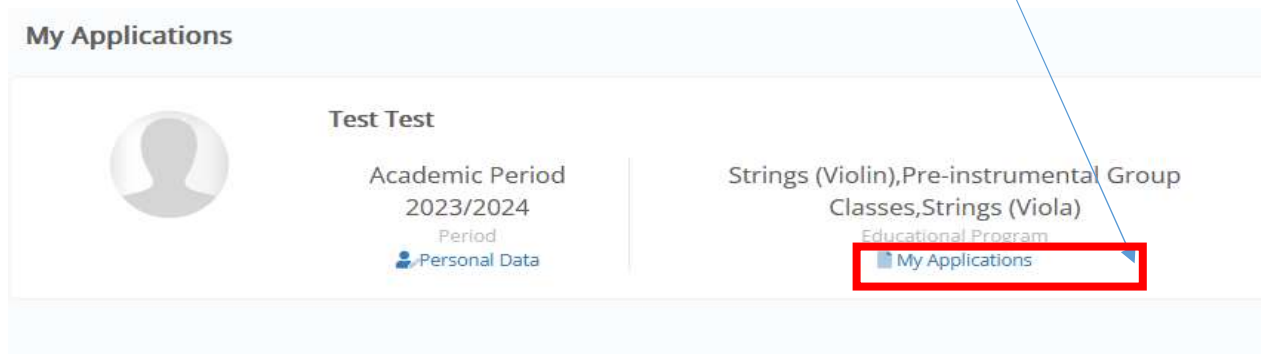 My Applications
Test Test
Academic Period
2023/2024
Period
Personal Data
Strings (Violin),Pre-instrumental Group
Classes,Strings (Viola)
Educational Program
My Applications